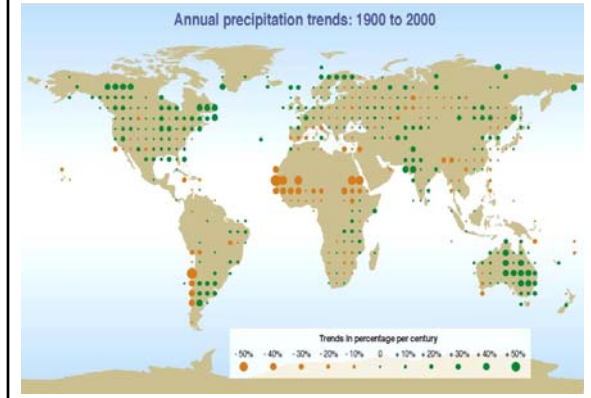 Annual precipitation trends: 1900 to 2000
Trends in percentage per century
- 50% - 40% - 30% - 20% - 10% 0 + 10% + 20% + 30% + 40% + 50%